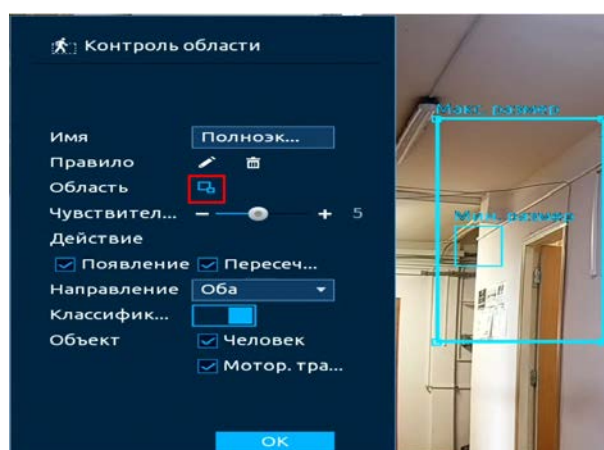 Контроль области
Макс. размер
Имя Полноэк...
Правило
Область
Чувствител... − + 5
Мин. размер
Действие
Появление Пересеч...
Направление Оба
Классифик...
Объект Человек
Мотор. тра...
OK